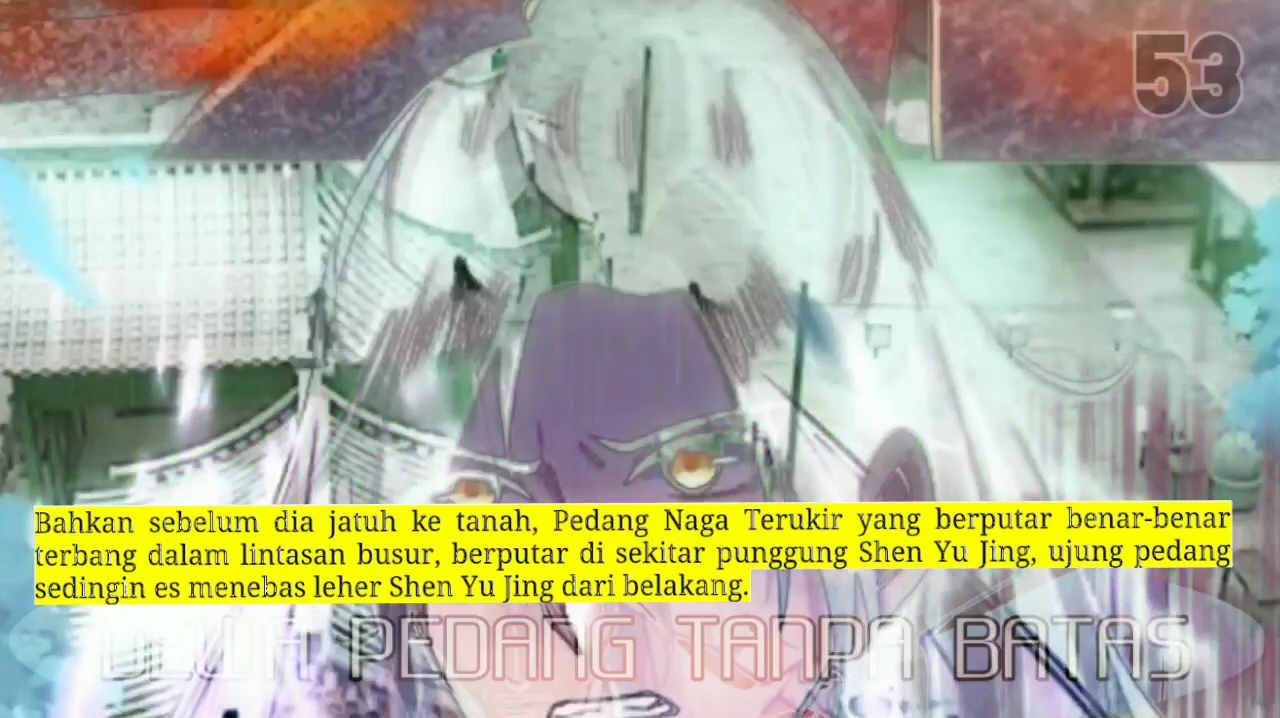 53
Bahkan sebelum dia jatuh ke tanah, Pedang Naga Terukir yang berputar benar-benar
terbang dalam lintasan busur, berputar di sekitar punggung Shen Yu Jing, ujung pedang
sedingin es menebas leher Shen Yu Jing dari belakang.
DEWA PEDANG TANPA BATAS